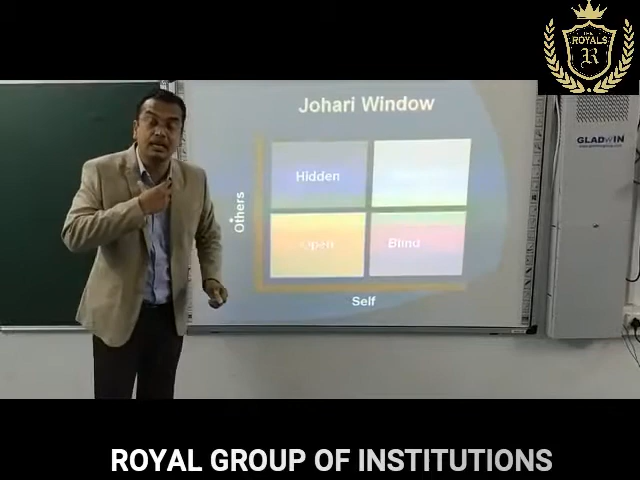 THE
ROYALS
R
Johari Window
GLADWIN
Hidden
Others
Open
Blind
Self
ROYAL GROUP OF INSTITUTIONS